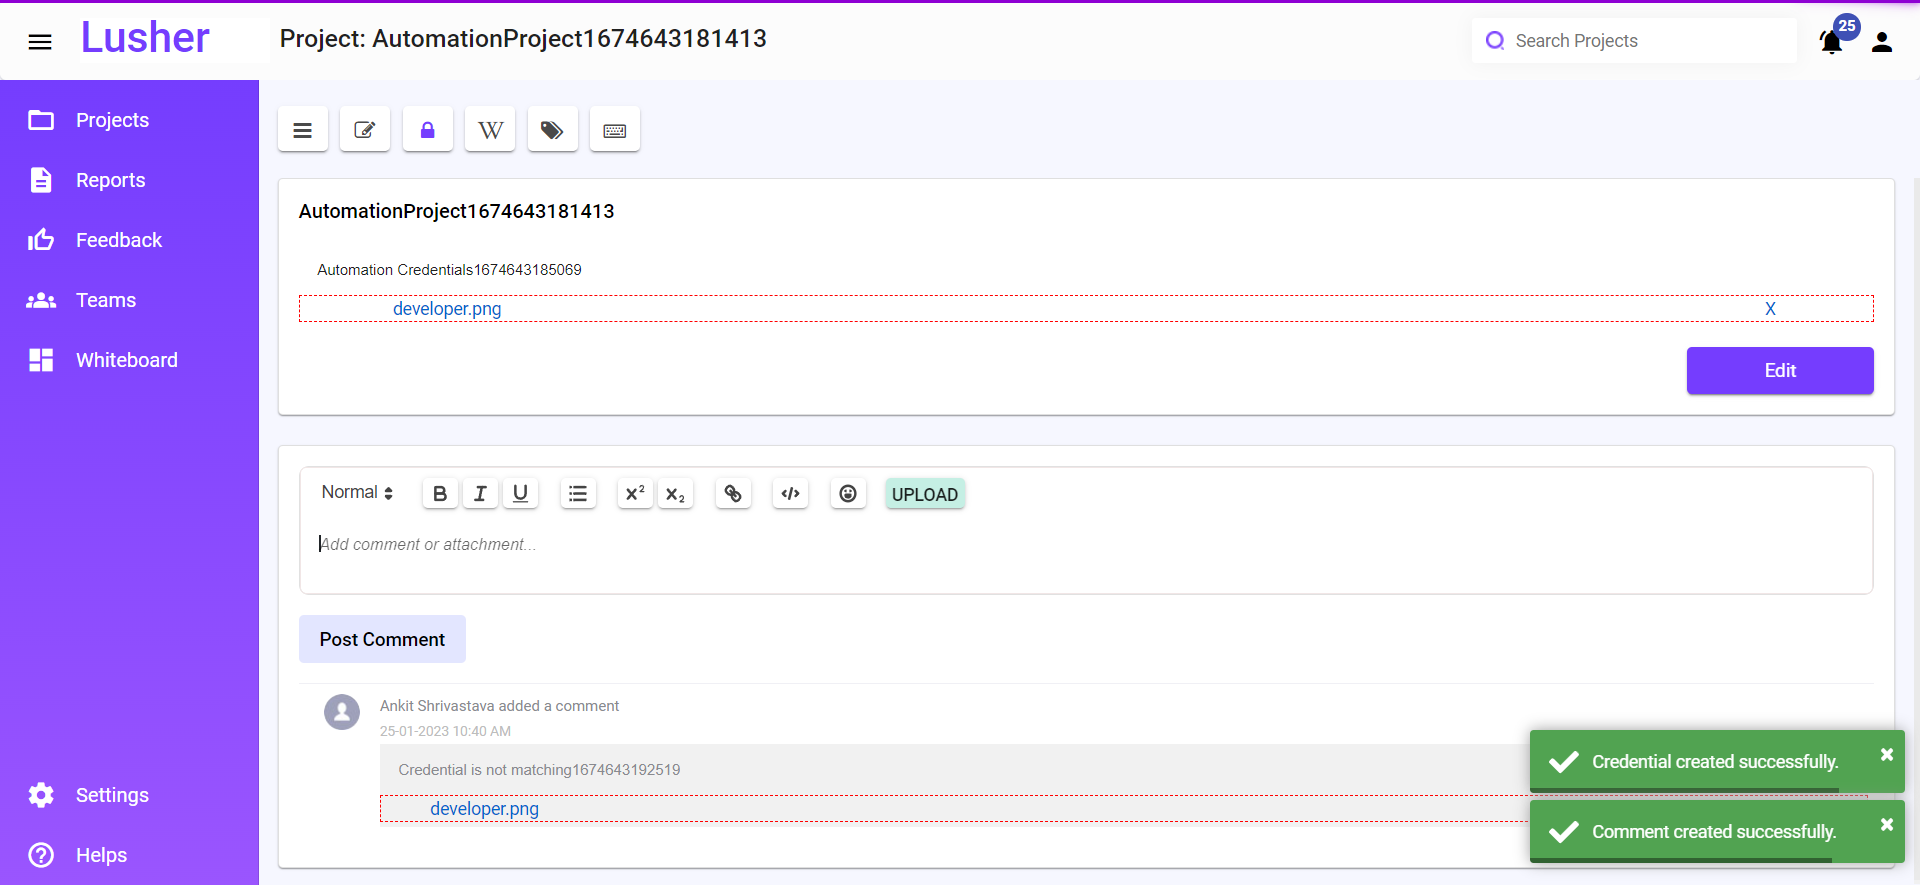 Lusher
Project: AutomationProject1674643181413
Search Projects
25
Projects
Reports
Feedback
Teams
Whiteboard
Settings
Helps
W
AutomationProject1674643181413
Automation Credentials1674643185069
developer.png X
Edit
Normal B I U x² x₂ </> UPLOAD
Add comment or attachment...
Post Comment
Ankit Shrivastava added a comment
25-01-2023 10:40 AM
Credential is not matching1674643192519
developer.png
Credential created successfully.
Comment created successfully.